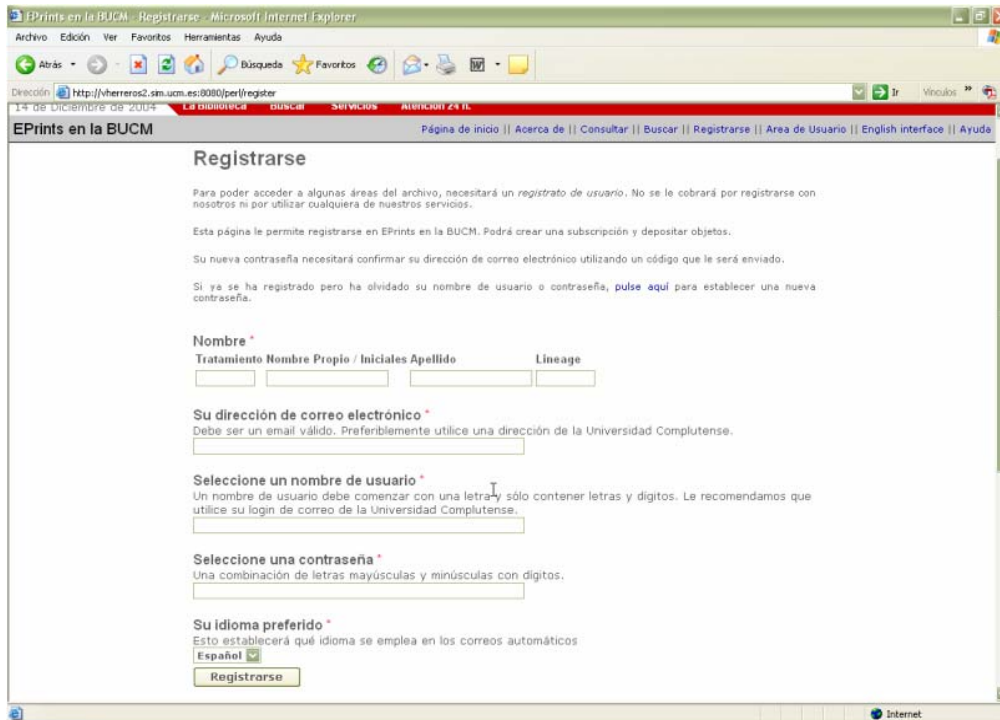 EPrints en la BUCM - Registrarse - Microsoft Internet Explorer
Archivo Edición Ver Favoritos Herramientas Ayuda
Atrás Búsqueda Favoritos
Dirección http://vherreros2.sim.ucm.es:8080/perl/register Ir Vínculos »
14 de Diciembre de 2004 La Biblioteca Buscar Servicios Atención 24 h.
EPrints en la BUCM Página de inicio || Acerca de || Consultar || Buscar || Registrarse || Area de Usuario || English interface || Ayuda
Registrarse
Para poder acceder a algunas áreas del archivo, necesitará un registrato de usuario. No se le cobrará por registrarse con
nosotros ni por utilizar cualquiera de nuestros servicios.
Esta página le permite registrarse en EPrints en la BUCM. Podrá crear una subscripción y depositar objetos.
Su nueva contraseña necesitará confirmar su dirección de correo electrónico utilizando un código que le será enviado.
Si ya se ha registrado pero ha olvidado su nombre de usuario o contraseña, pulse aquí para establecer una nueva
contraseña.
Nombre *
Tratamiento Nombre Propio / Iniciales Apellido Lineage
Su dirección de correo electrónico *
Debe ser un email válido. Preferiblemente utilice una dirección de la Universidad Complutense.
Seleccione un nombre de usuario *
Un nombre de usuario debe comenzar con una letra y sólo contener letras y dígitos. Le recomendamos que
utilice su login de correo de la Universidad Complutense.
Seleccione una contraseña *
Una combinación de letras mayúsculas y minúsculas con dígitos.
Su idioma preferido *
Esto establecerá qué idioma se emplea en los correos automáticos
Español
Registrarse
Internet